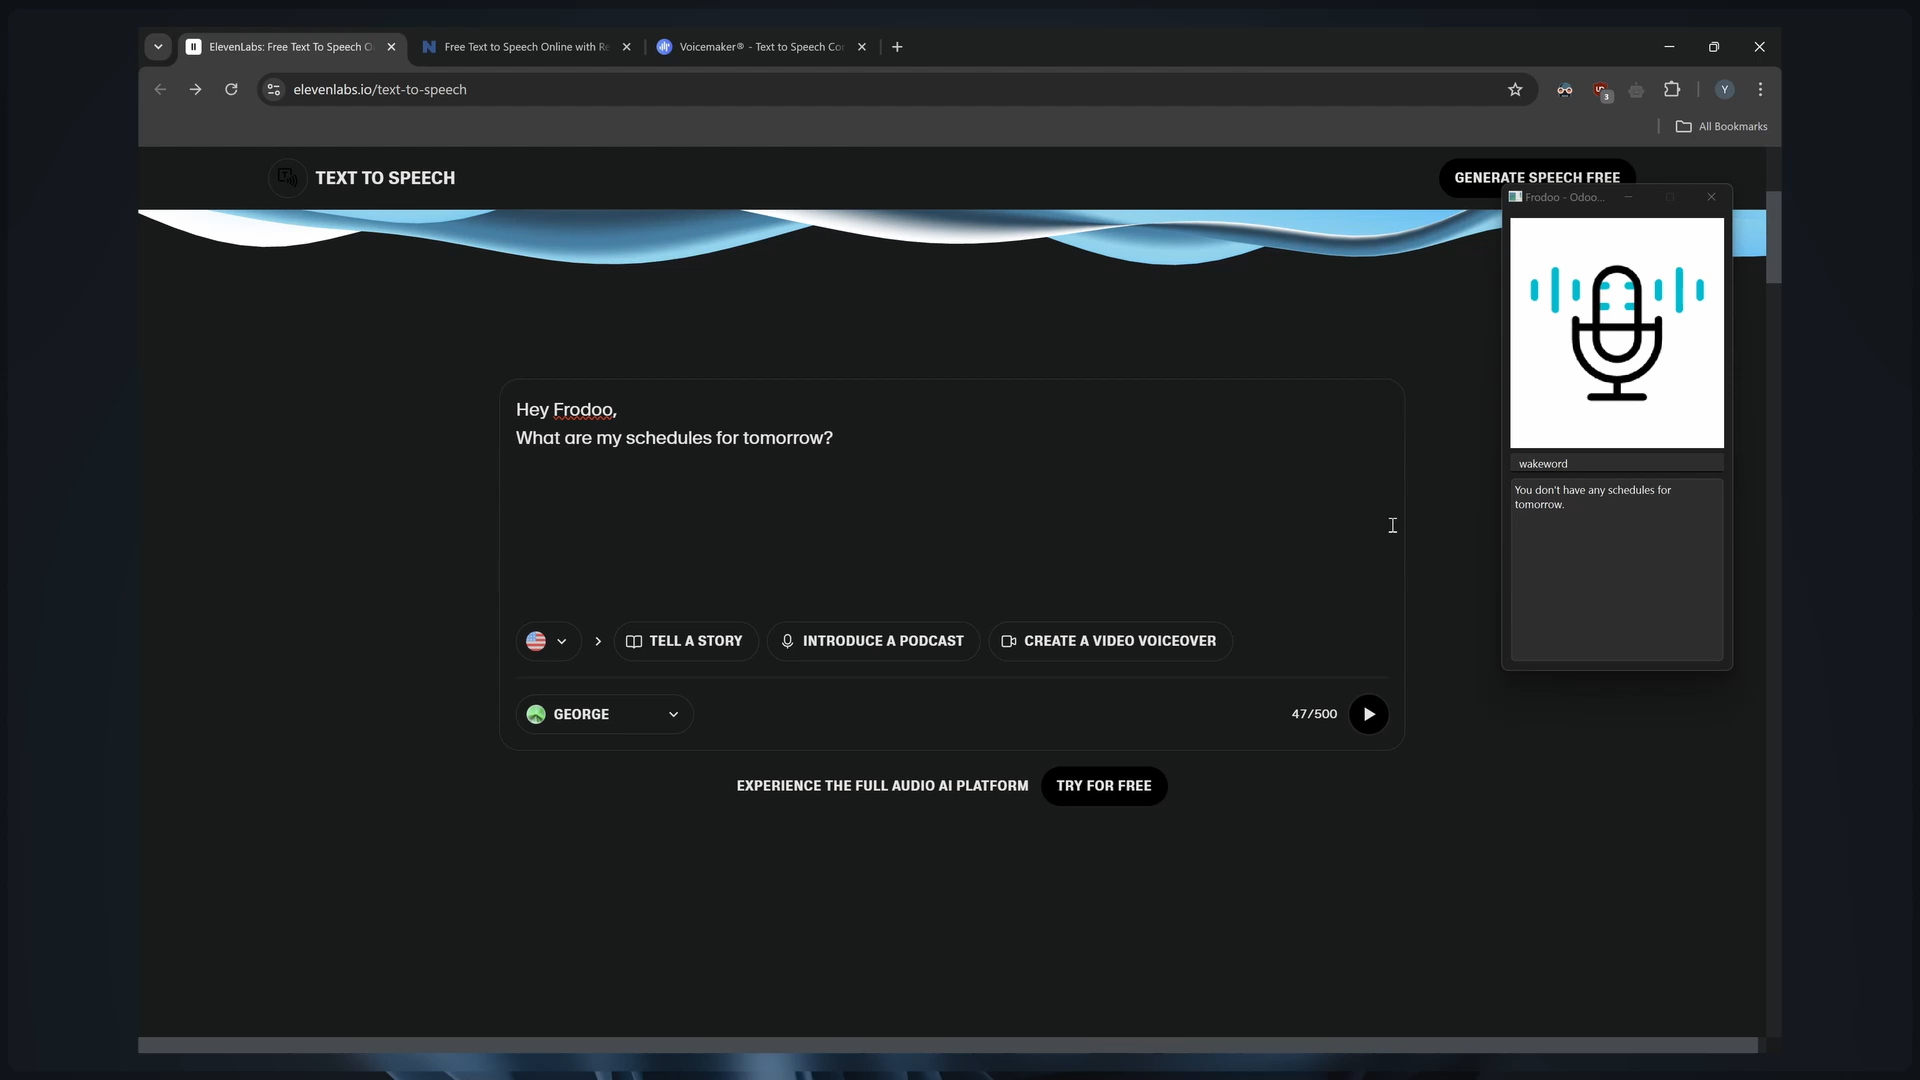 ElevenLabs: Free Text To Speech O
Free Text to Speech Online with Re
Voicemaker® - Text to Speech Con
elevenlabs.io/text-to-speech
3
Y
All Bookmarks
TEXT TO SPEECH
GENERATE SPEECH FREE
Frodoo - Odoo...
Hey Frodoo,
What are my schedules for tomorrow?
wakeword
You don't have any schedules for
tomorrow.
TELL A STORY
INTRODUCE A PODCAST
CREATE A VIDEO VOICEOVER
GEORGE
47/500
EXPERIENCE THE FULL AUDIO AI PLATFORM
TRY FOR FREE